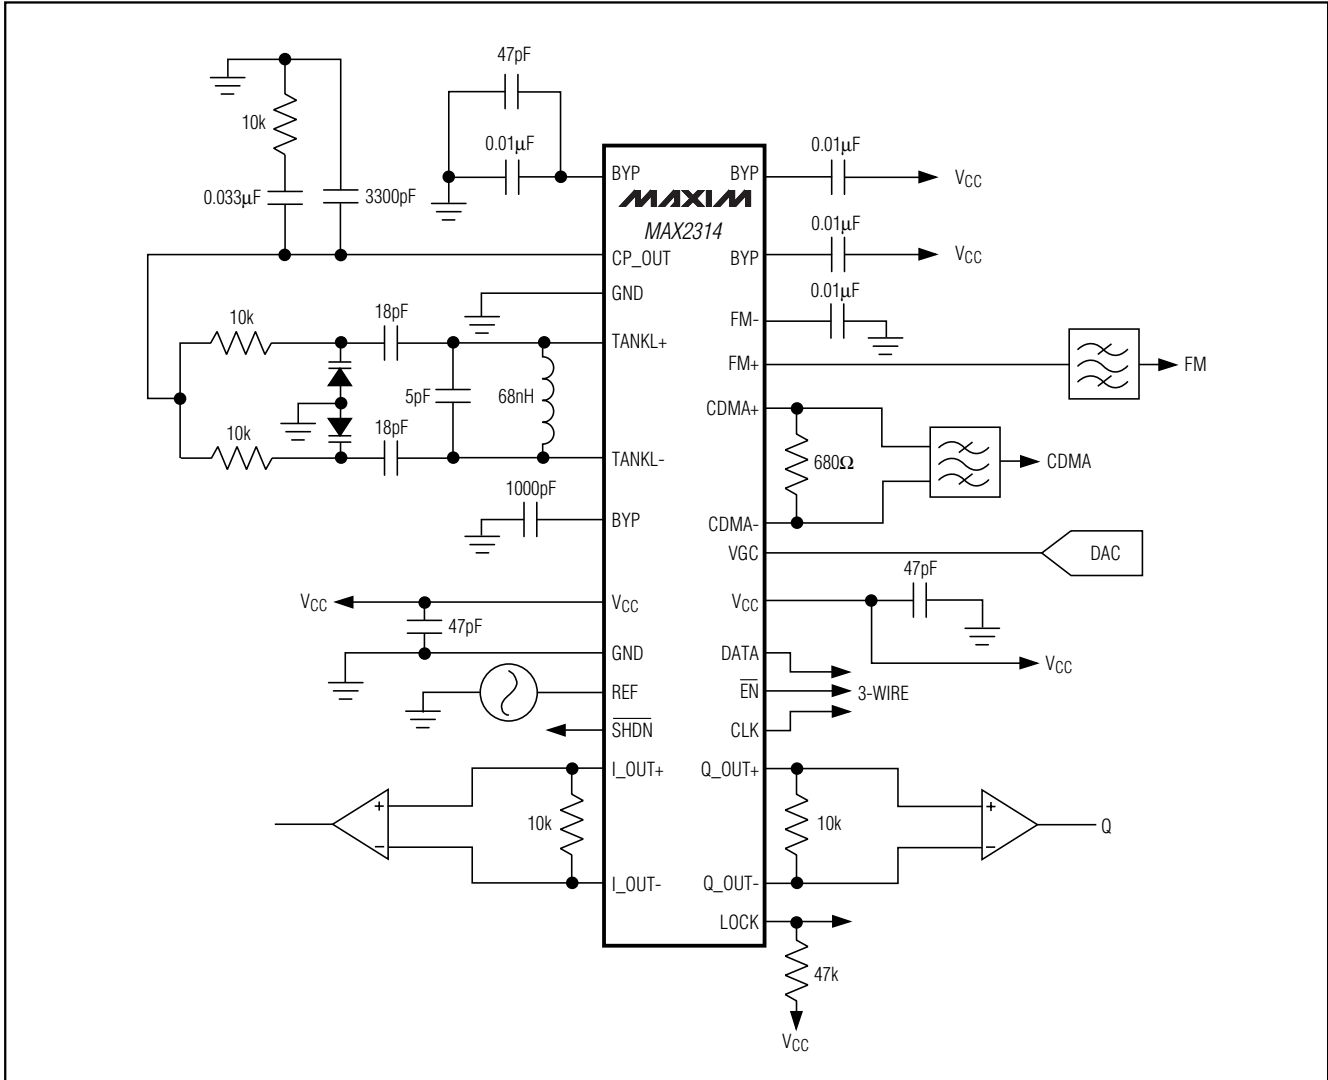 47pF
10k
0.01μF
0.033μF
3300pF
BYP
BYP
0.01μF
VCC
MAXIM
MAX2314
0.01μF
CP_OUT
BYP
VCC
GND
0.01μF
18pF
10k
TANKL+
FM-
FM+
FM
5pF
68nH
CDMA+
18pF
10k
TANKL-
680Ω
CDMA
1000pF
BYP
CDMA-
VGC
DAC
47pF
VCC
VCC
VCC
47pF
GND
DATA
VCC
REF
EN
3-WIRE
SHDN
CLK
I_OUT+
Q_OUT+
+
−
10k
10k
+
−
Q
I_OUT-
Q_OUT-
LOCK
47k
VCC